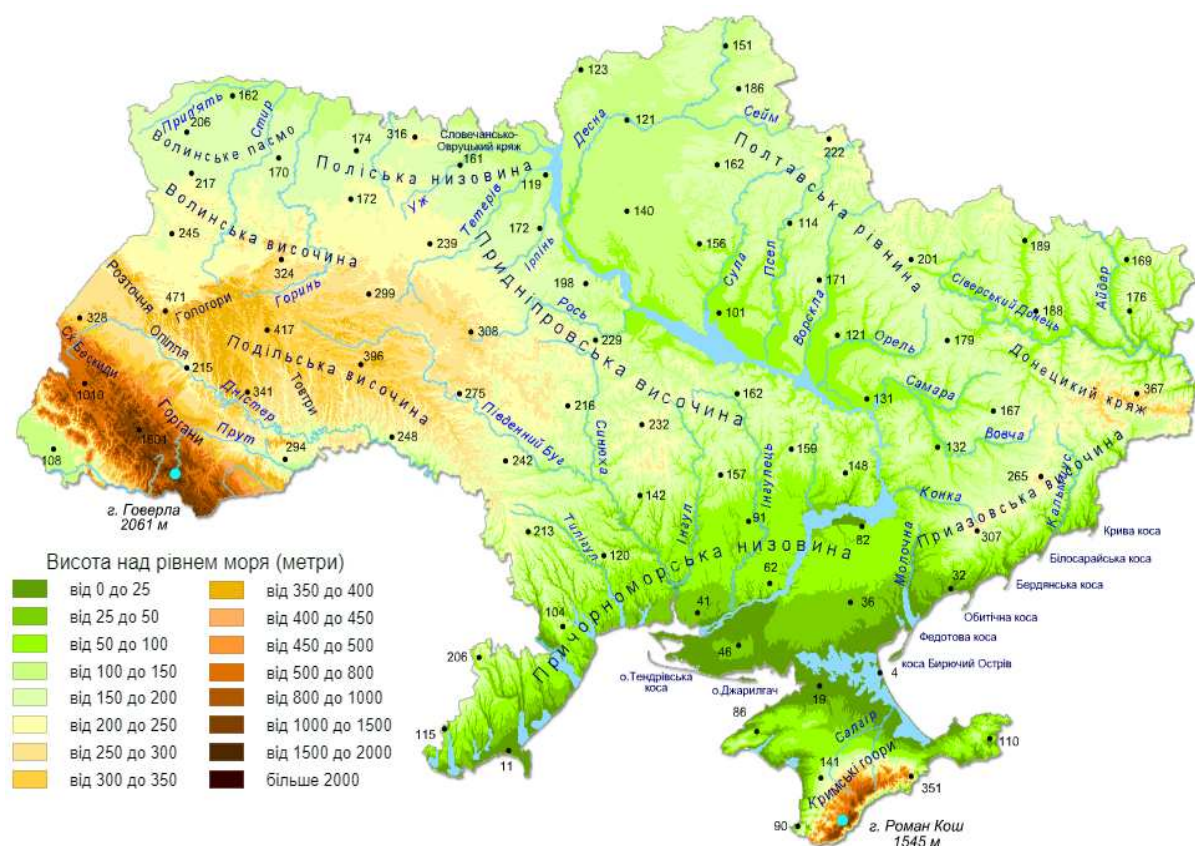 151
123
186
162
Прип'ять
206
Стир
Волинське пасмо
174
316
Словечансько-
Овруцький кряж
161
Десна
121
Сейм
222
Полтавська рівнина
162
217
170
Поліська низовина
119
172
Уж
Тетерів
140
114
172
Ірпінь
245
Волинська височина
239
156
Сула
Псел
201
189
169
324
Розточчя
471
Гологори
Горинь
299
Придніпровська височина
198
171
Сіверський Донець
188
Айдар
176
328
417
308
Рось
229
101
Ворскла
121
Орель
179
Сх Бескиди
Опілля
215
Подільська височина
396
Донецикий кряж
367
1010
341
Товтри
Дністер
275
Південний Буг
216
162
131
Самара
167
1801
Горгани
Прут
294
248
232
Синюха
Інгулець
159
132
Вовча
108
242
157
148
265
Кальміус
Приазовська височина
г. Говерла
2061 м
142
Інгул
91
Конка
307
Крива коса
213
Тилігул
120
82
Молочна
Білосарайська коса
Причорноморська низовина
62
Бердянська коса
32
104
41
36
Обитічна коса
Федотова коса
206
46
коса Бирючий Острів
о.Тендрівська
коса
о.Джарилгач
19
4
115
11
86
Салгір
110
141
Кримські гоори
351
90
г. Роман Кош
1545 м
Висота над рівнем моря (метри)
від 0 до 25
від 25 до 50
від 50 до 100
від 100 до 150
від 150 до 200
від 200 до 250
від 250 до 300
від 300 до 350
від 350 до 400
від 400 до 450
від 450 до 500
від 500 до 800
від 800 до 1000
від 1000 до 1500
від 1500 до 2000
більше 2000